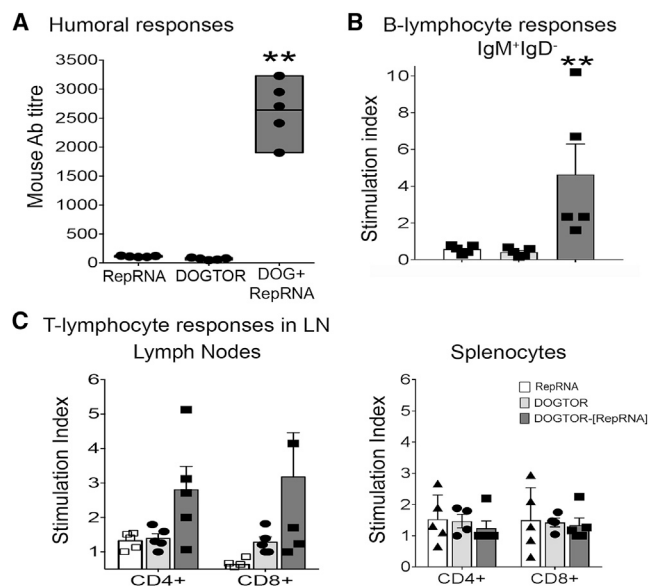 A Humoral responses
Mouse Ab titre
3500
3000
2500
2000
1500
1000
500
0
**
RepRNA DOGTOR DOG+
RepRNA
B B-lymphocyte responses
IgM⁺IgD⁻
Stimulation index
10
8
6
4
2
0
**
C T-lymphocyte responses in LN
Lymph Nodes
Stimulation Index
6
5
4
3
2
1
CD4+ CD8+
Splenocytes
Stimulation Index
6
5
4
3
2
1
RepRNA
DOGTOR
DOGTOR-[RepRNA]
CD4+ CD8+